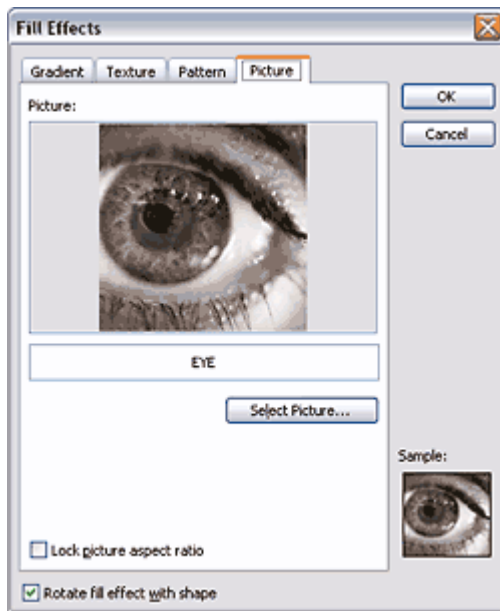 Fill Effects
Gradient Texture Pattern Picture
Picture:
OK
Cancel
EYE
Select Picture...
Sample:
Lock picture aspect ratio
Rotate fill effect with shape